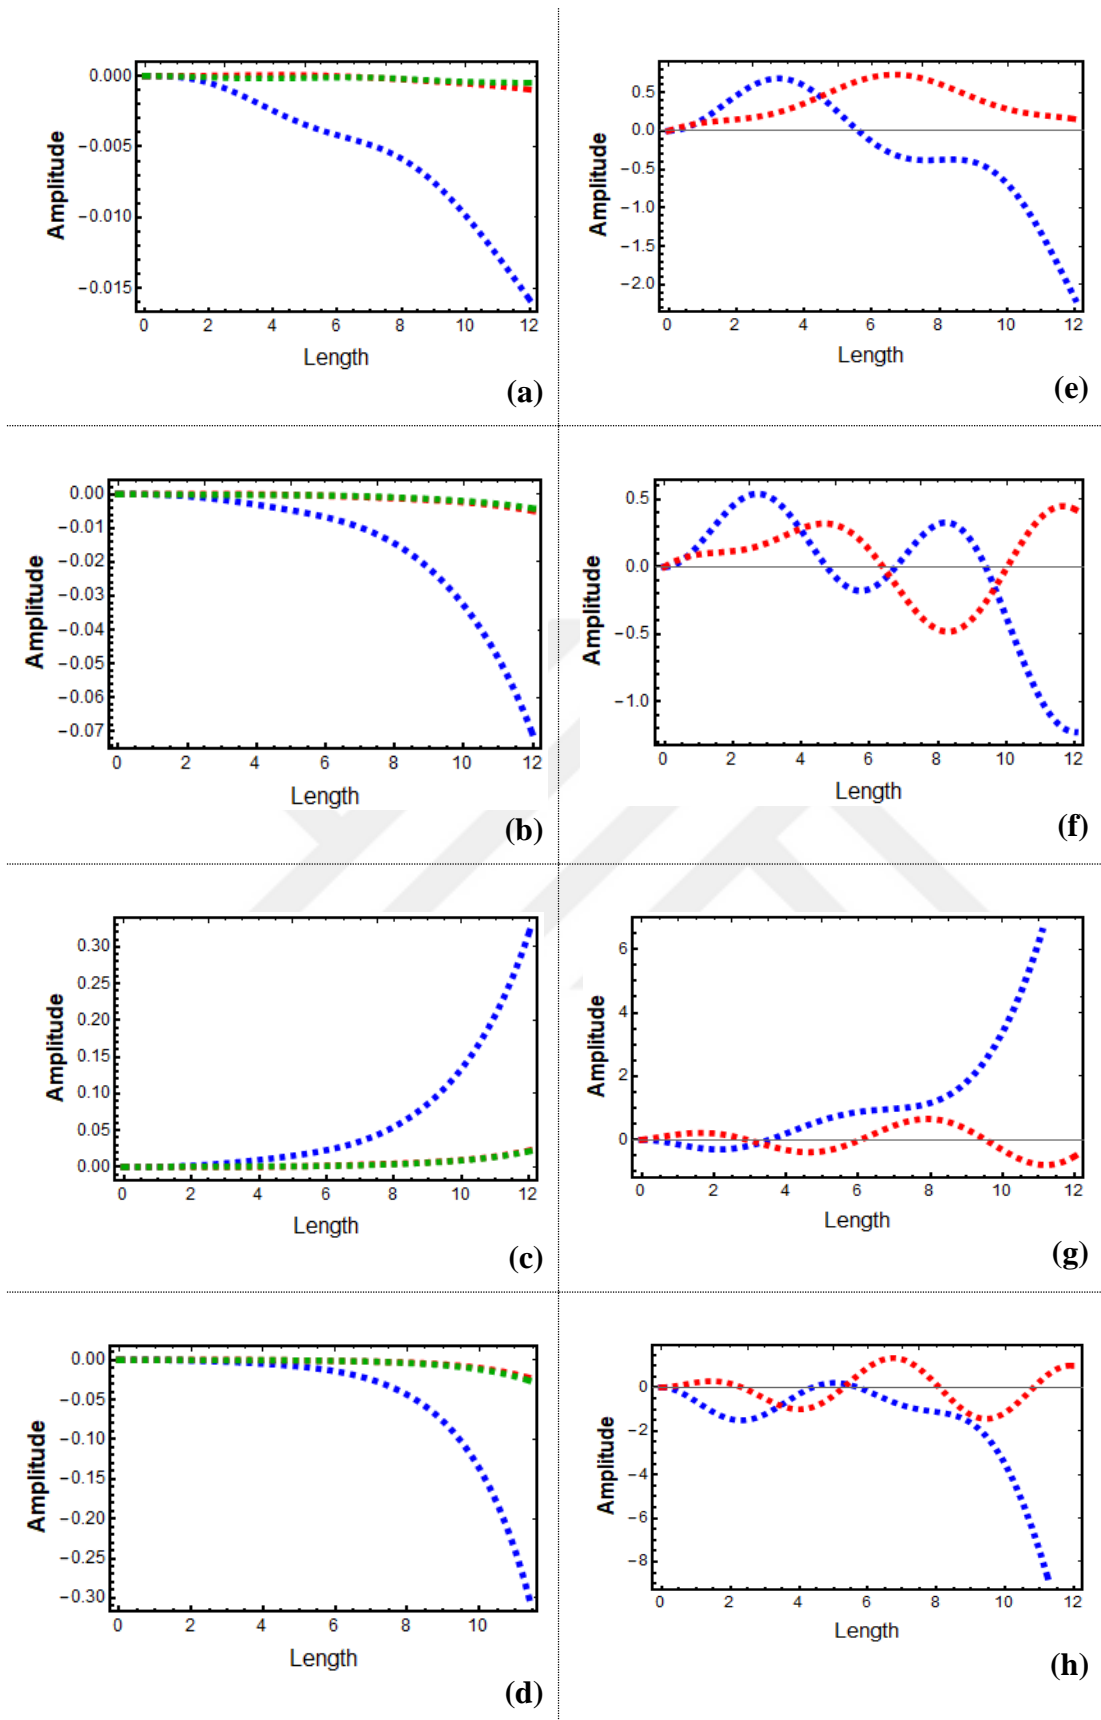 0.000
-0.005
-0.010
-0.015
Amplitude
0 2 4 6 8 10 12
Length
(a)
0.5
0.0
-0.5
-1.0
-1.5
-2.0
Amplitude
0 2 4 6 8 10 12
Length
(e)
0.00
-0.01
-0.02
-0.03
-0.04
-0.05
-0.06
-0.07
Amplitude
0 2 4 6 8 10 12
Length
(b)
0.5
0.0
-0.5
-1.0
Amplitude
0 2 4 6 8 10 12
Length
(f)
0.30
0.25
0.20
0.15
0.10
0.05
0.00
Amplitude
0 2 4 6 8 10 12
Length
(c)
6
4
2
0
Amplitude
0 2 4 6 8 10 12
Length
(g)
0.00
-0.05
-0.10
-0.15
-0.20
-0.25
-0.30
Amplitude
0 2 4 6 8 10
Length
(d)
0
-2
-4
-6
-8
Amplitude
0 2 4 6 8 10 12
Length
(h)